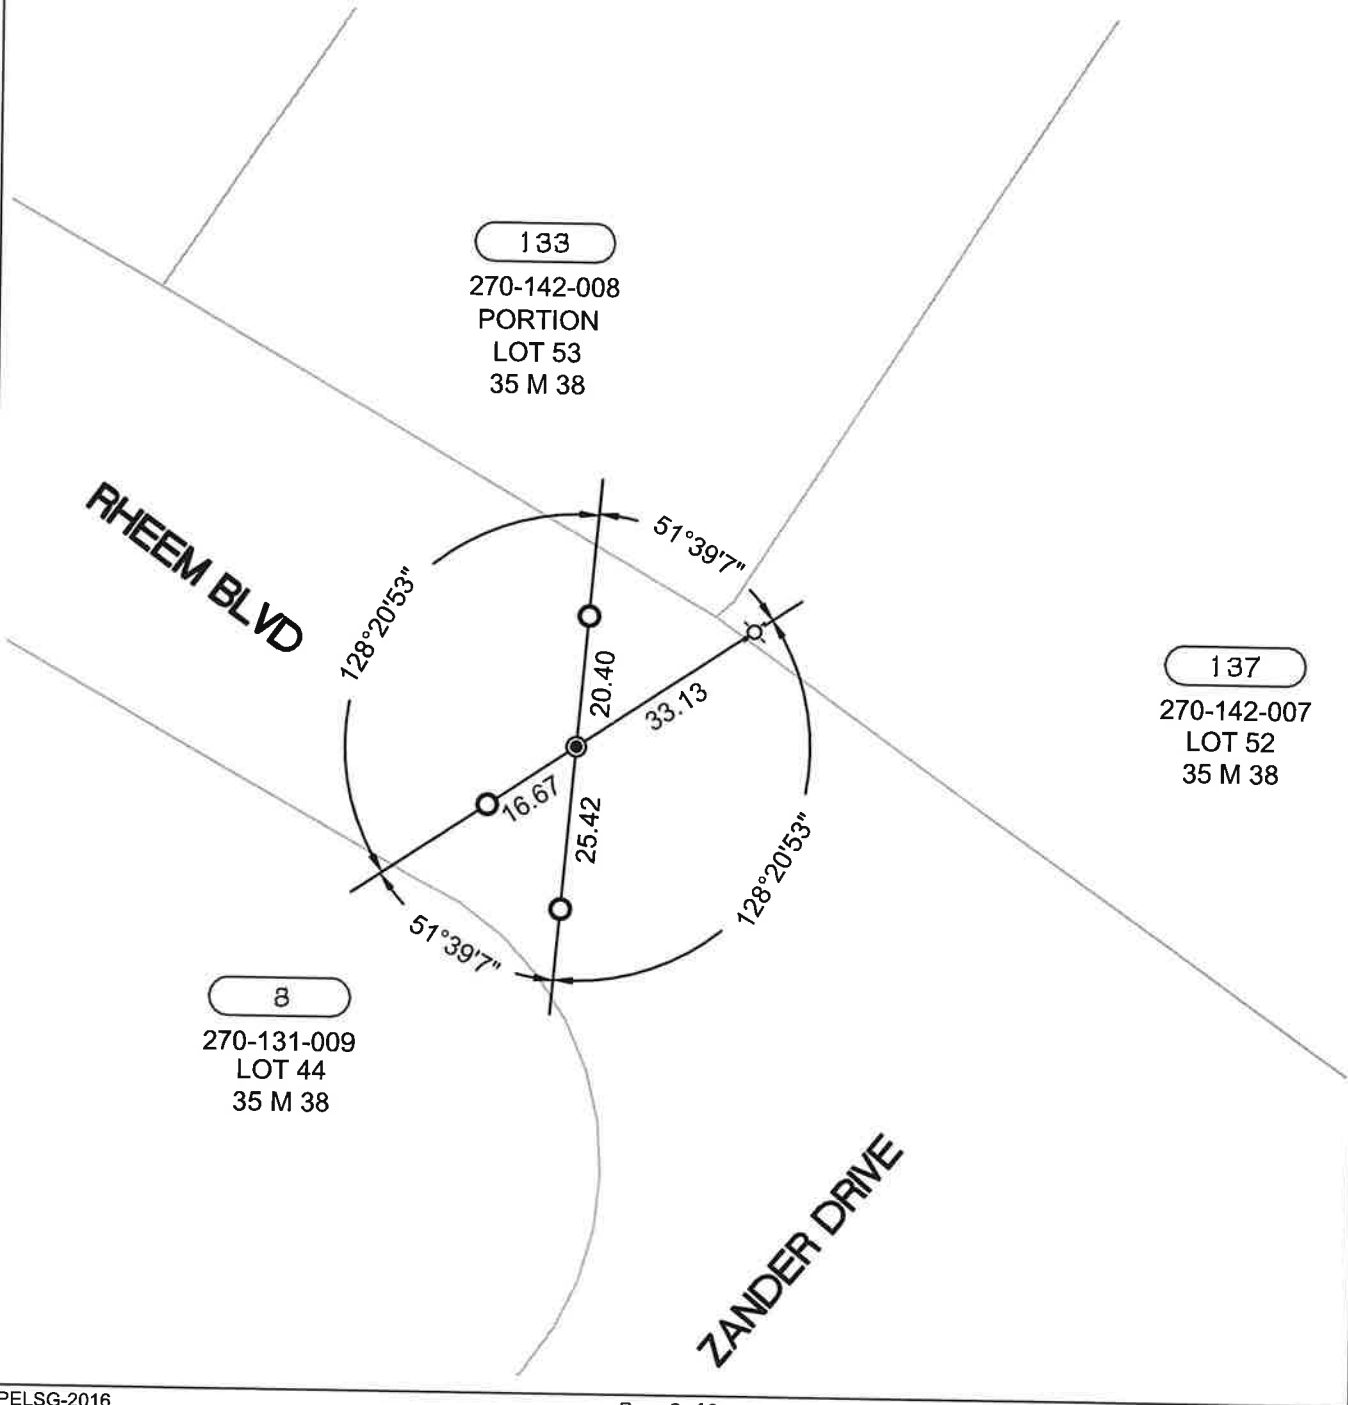 133
270-142-008
PORTION
LOT 53
35 M 38
RHEEM BLVD
51°39'7"
128°20'53"
20.40
33.13
137
270-142-007
LOT 52
35 M 38
16.67
25.42
128°20'53"
51°39'7"
8
270-131-009
LOT 44
35 M 38
ZANDER DRIVE
PELSG-2016